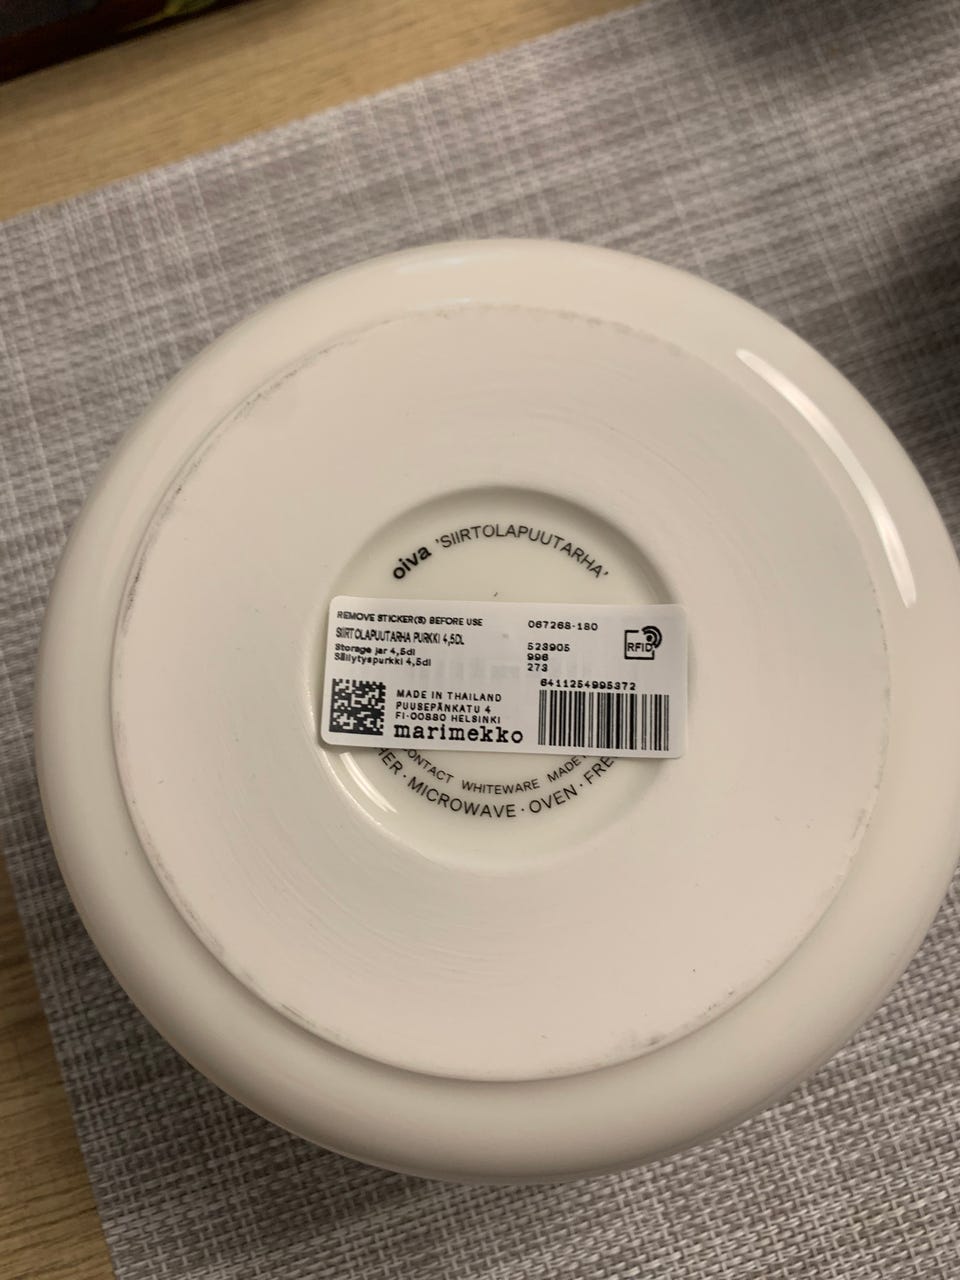 oiva 'SIIRTOLAPUUTARHA'
REMOVE STICKER(S) BEFORE USE
SIIRTOLAPUUTARHA PURKKI 4,5DL
Storage jar 4,5dl
Säilytyspurkki 4,5dl
067268-180
523905
996
273
RFID
6411254995372
MADE IN THAILAND
PUUSEPÄNKATU 4
FI-00880 HELSINKI
marimekko
CONTACT WHITEWARE MADE
HER · MICROWAVE · OVEN · FRE